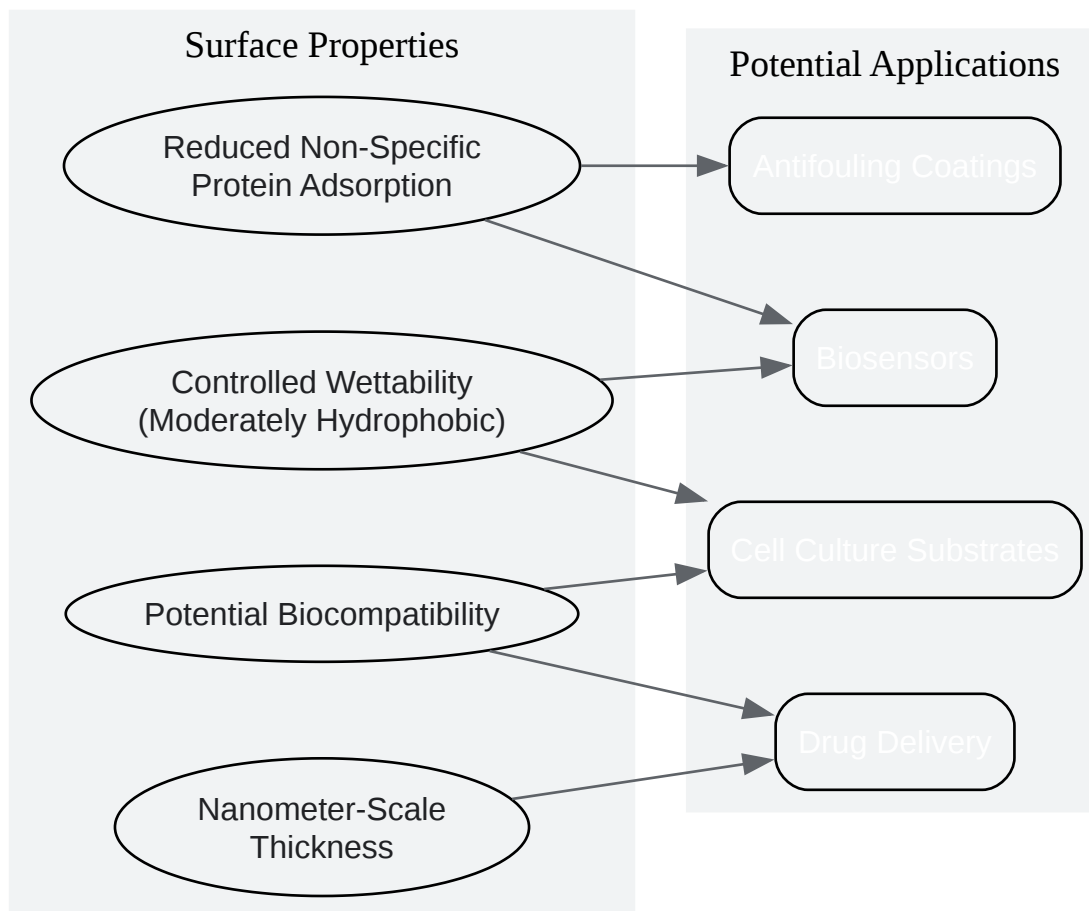 Surface Properties
Reduced Non-Specific
Protein Adsorption
Controlled Wettability
(Moderately Hydrophobic)
Potential Biocompatibility
Nanometer-Scale
Thickness
Potential Applications
Antifouling Coatings
Biosensors
Cell Culture Substrates
Drug Delivery